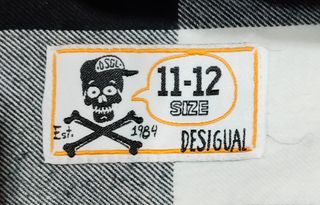 DSGL
11-12
SIZE
Est. 1984
DESIGUAL